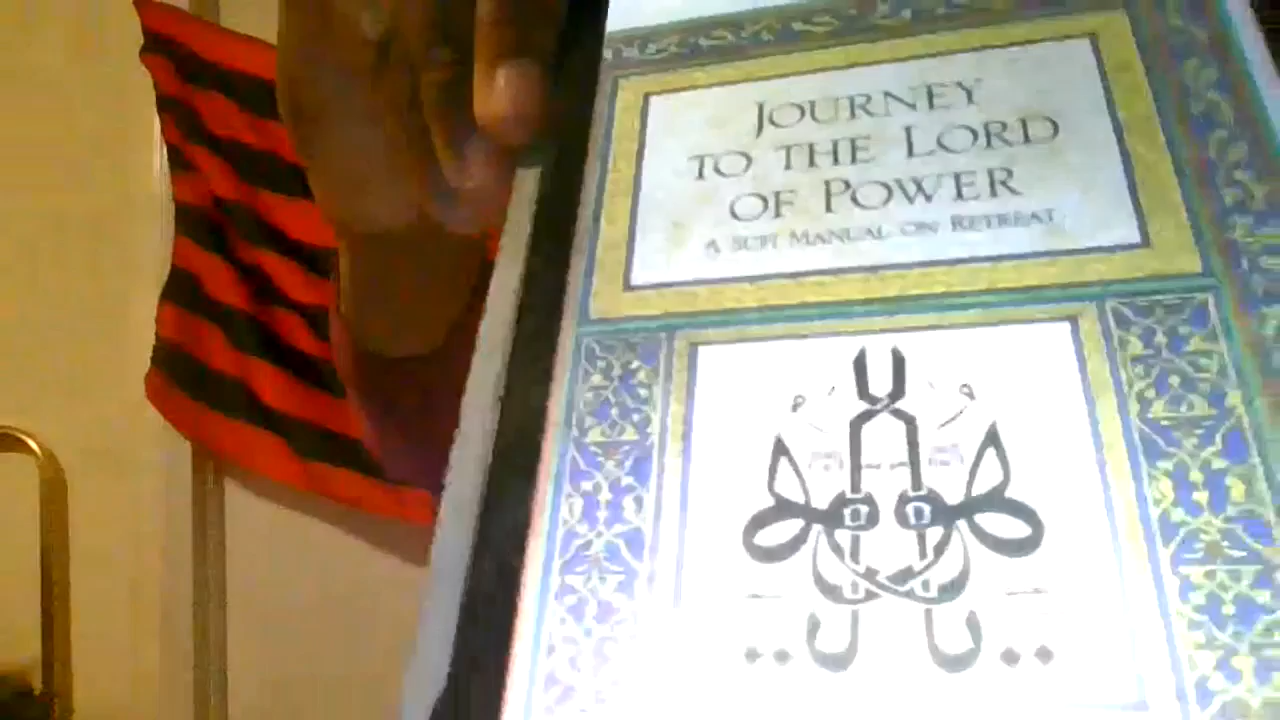 JOURNEY
TO THE LORD
OF POWER
A SUFI MANUAL ON RETREAT